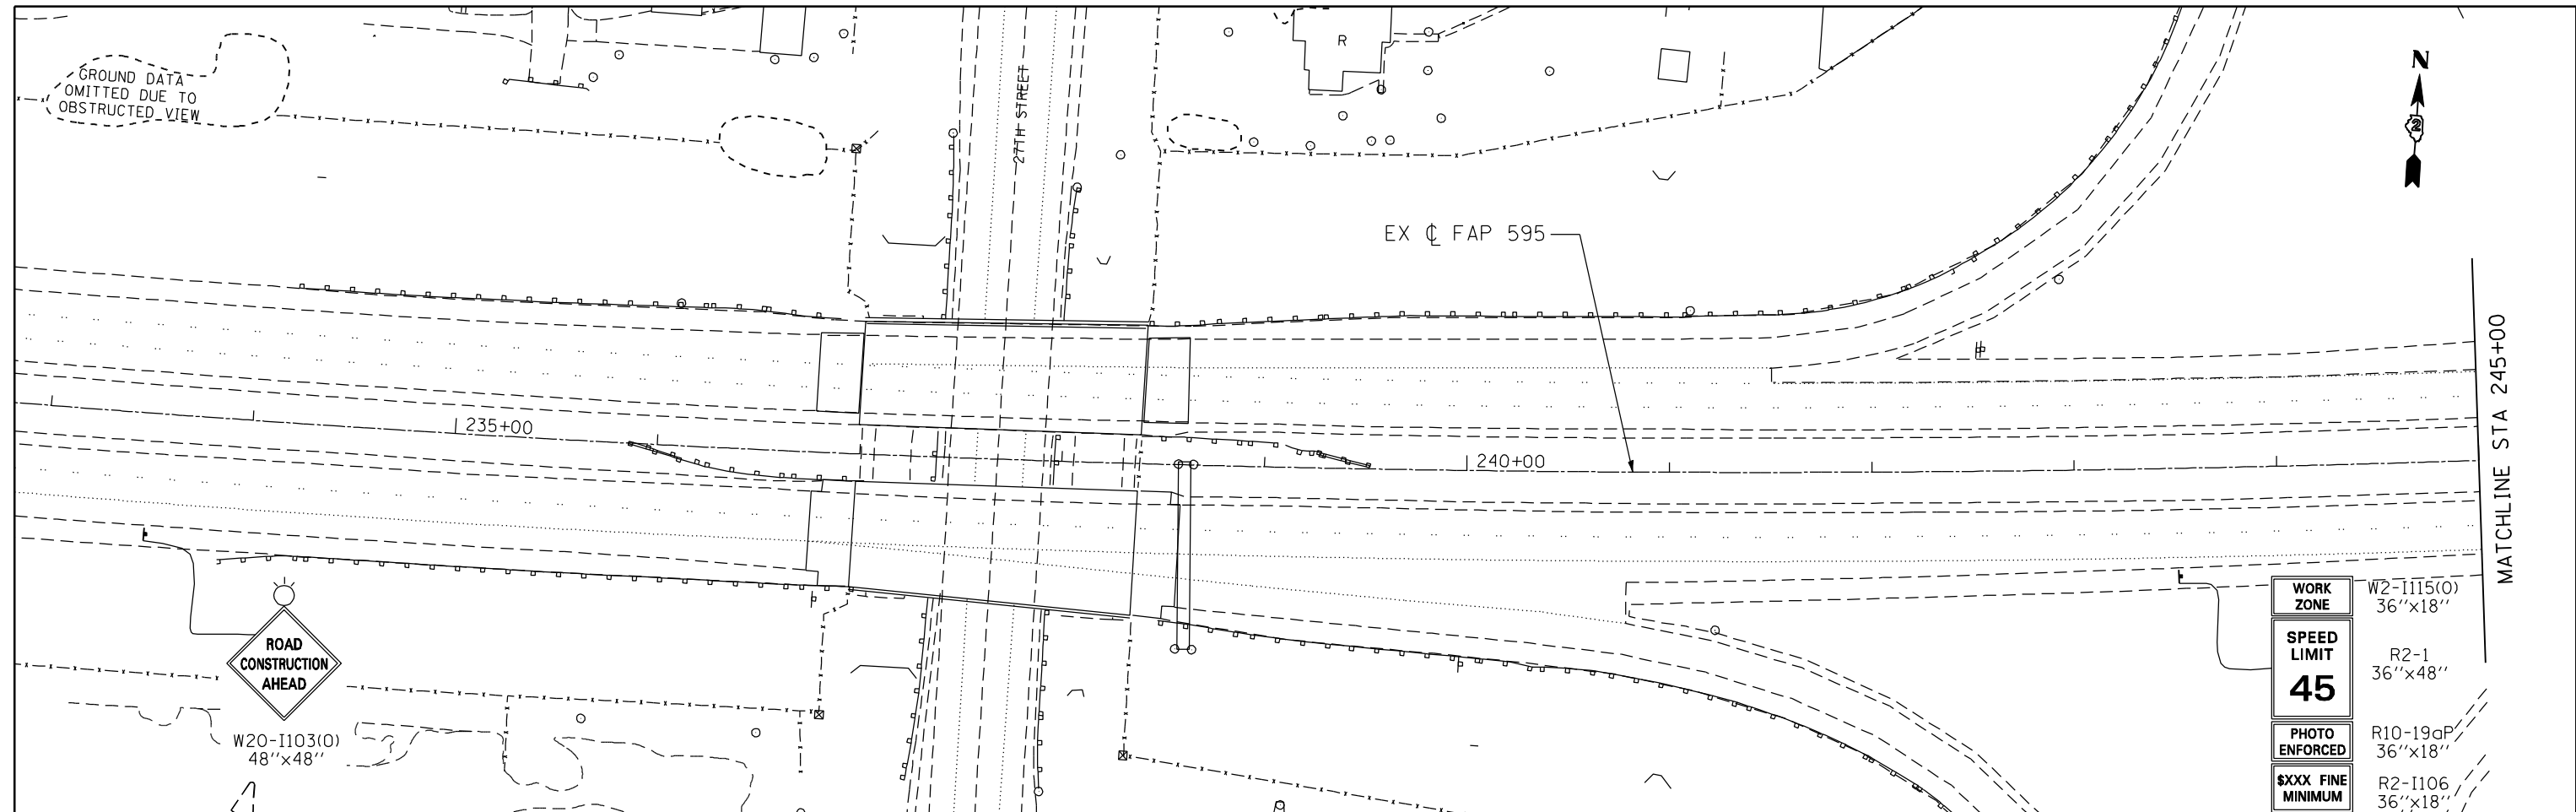 GROUND DATA
OMITTED DUE TO
OBSTRUCTED VIEW
27TH STREET
R
N
2
EX ℄ FAP 595
235+00
240+00
MATCHLINE STA 245+00
ROAD
CONSTRUCTION
AHEAD
W20-I103(O)
48''x48''
WORK
ZONE
W2-I115(O)
36''x18''
SPEED
LIMIT
45
R2-1
36''x48''
PHOTO
ENFORCED
R10-19aP
36''x18''
$XXX FINE
MINIMUM
R2-I106
36''x18''